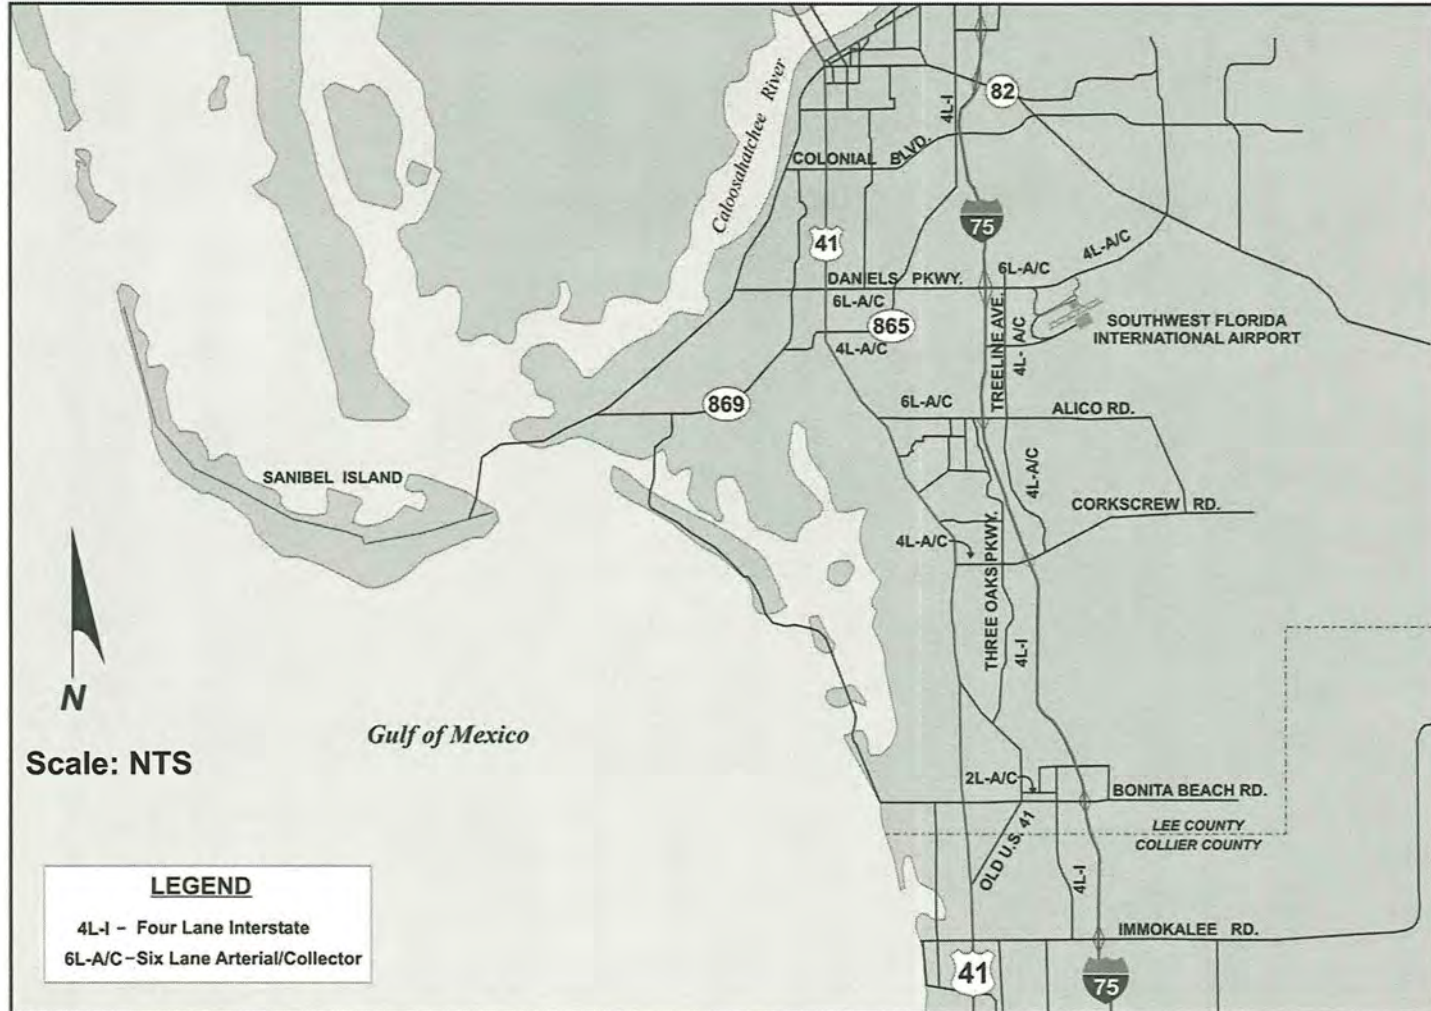 Caloosahatchee River
4L-I
82
COLONIAL BLVD.
75
41
4L-A/C
6L-A/C
DANIELS PKWY.
6L-A/C
865
TREELINE AVE.
4L- A/C
SOUTHWEST FLORIDA
INTERNATIONAL AIRPORT
4L-A/C
869
6L-A/C
ALICO RD.
SANIBEL ISLAND
4L-A/C
CORKSCREW RD.
4L-A/C
THREE OAKS PKWY.
4L-I
N
Gulf of Mexico
Scale: NTS
2L-A/C
BONITA BEACH RD.
OLD U.S. 41
LEE COUNTY
COLLIER COUNTY
4L-I
LEGEND
4L-I – Four Lane Interstate
6L-A/C–Six Lane Arterial/Collector
IMMOKALEE RD.
41
75